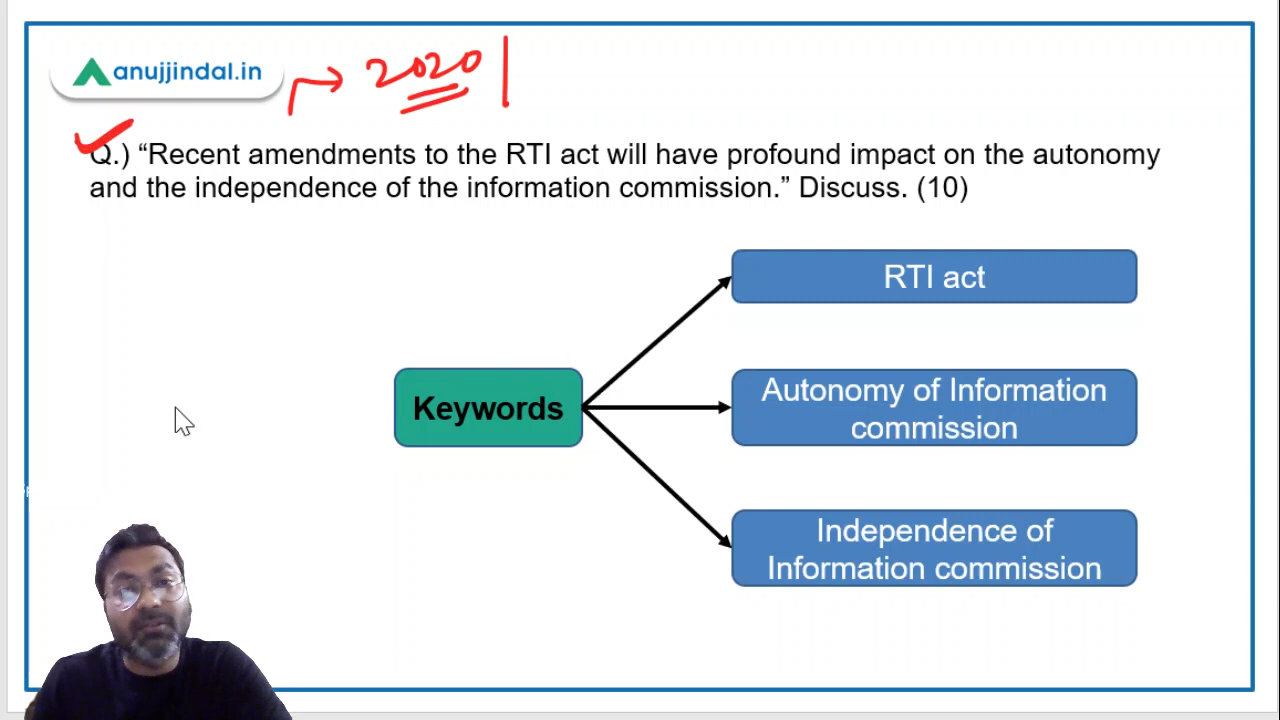 anujjindal.in
2020
Q.) “Recent amendments to the RTI act will have profound impact on the autonomy
and the independence of the information commission.” Discuss. (10)
RTI act
Keywords
Autonomy of Information
commission
Independence of
Information commission